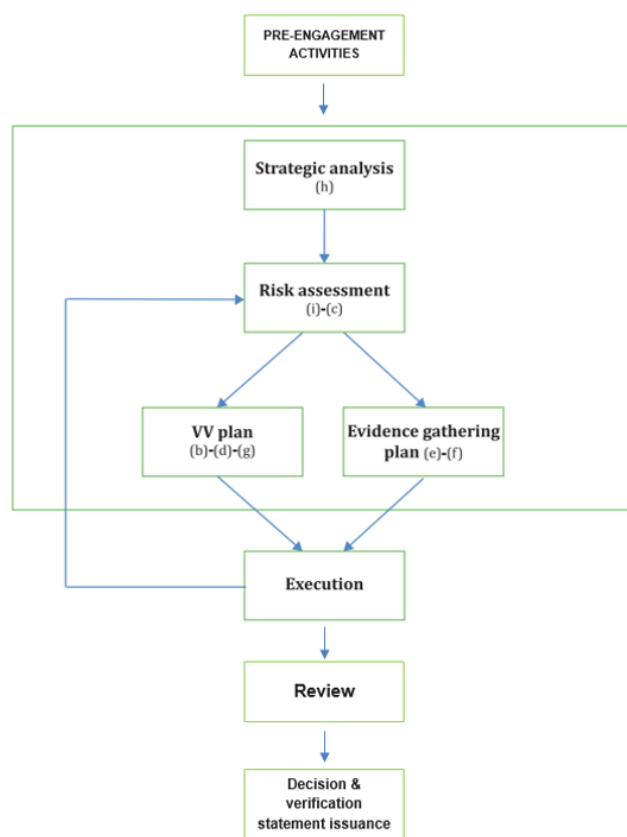 PRE-ENGAGEMENT
ACTIVITIES
Strategic analysis
(h)
Risk assessment
(i)-(c)
VV plan
(b)-(d)-(g)
Evidence gathering
plan (e)-(f)
Execution
Review
Decision &
verification
statement issuance